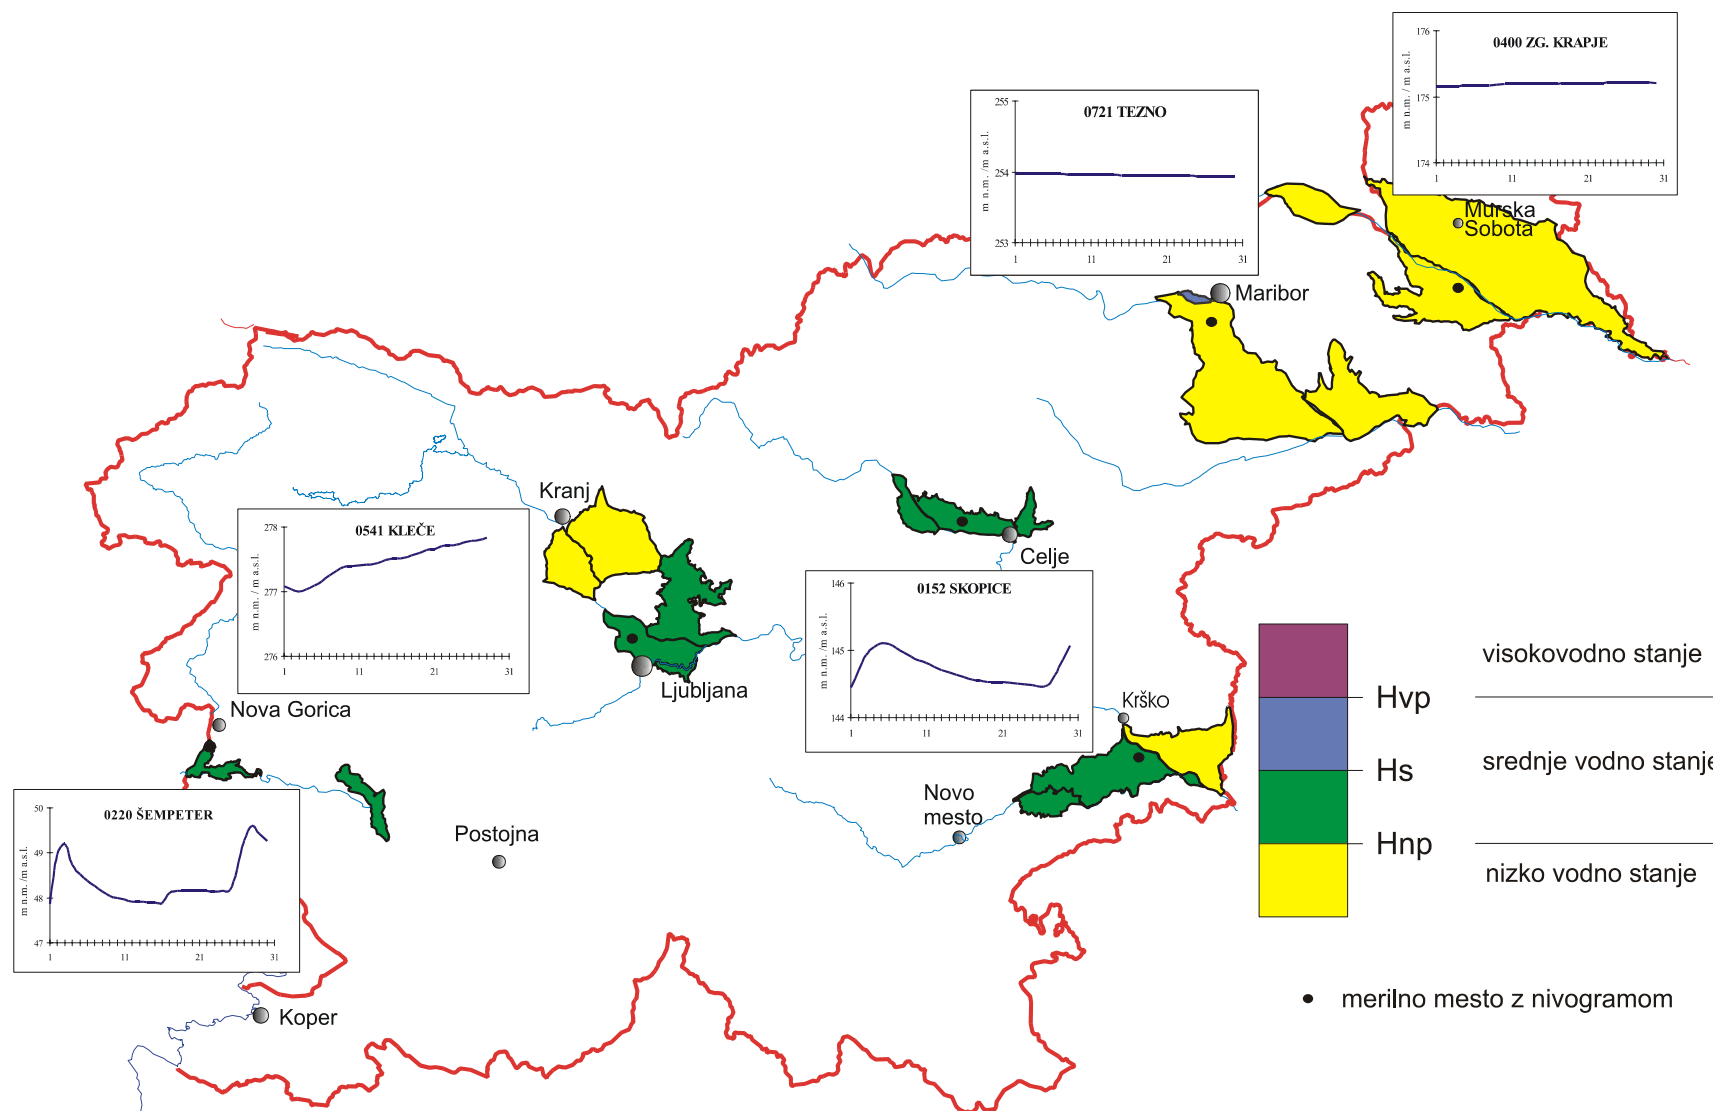 0400 ZG. KRAPJE
m n.m. / m a.s.l.
176
175
174
1
11
21
31
0721 TEZNO
m n.m. /m a.s.l.
255
254
253
1
11
21
31
Murska
Sobota
Maribor
Kranj
Celje
0541 KLEČE
m n.m. / m a.s.l.
278
277
276
1
11
21
31
0152 SKOPICE
m n.m. /m a.s.l.
146
145
144
1
11
21
31
Ljubljana
Nova Gorica
Krško
Novo
mesto
Postojna
0220 ŠEMPETER
m n.m. /m a.s.l.
50
49
48
47
1
11
21
31
Koper
visokovodno stanje
Hvp
srednje vodno stanje
Hs
Hnp
nizko vodno stanje
merilno mesto z nivogramom